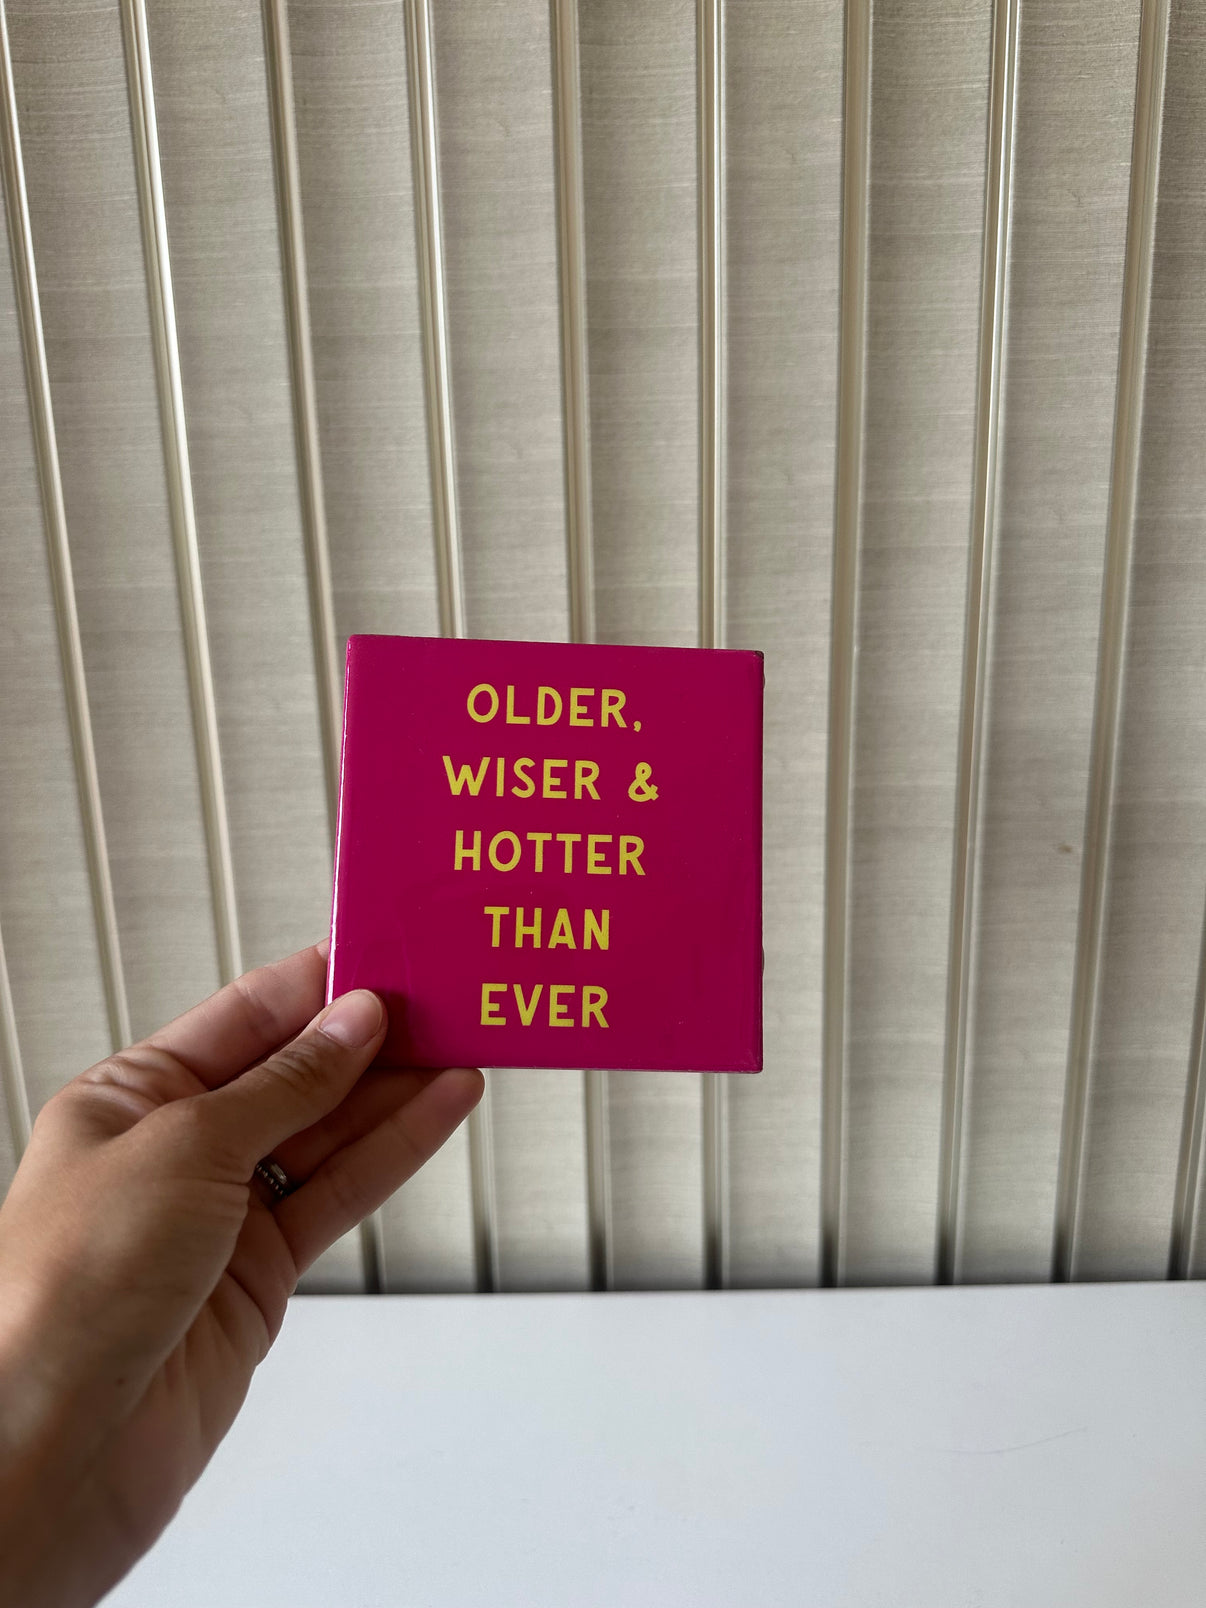 OLDER,
WISER &
HOTTER
THAN
EVER